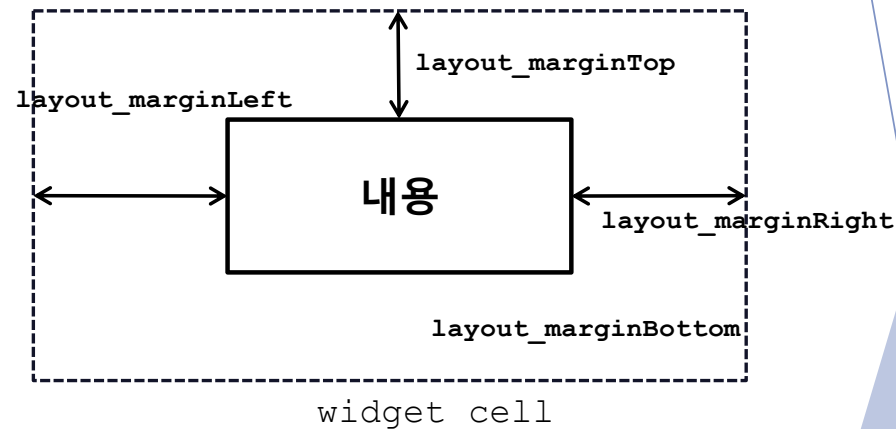 layout_marginTop
layout_marginLeft
내용
layout_marginRight
layout_marginBottom
widget cell